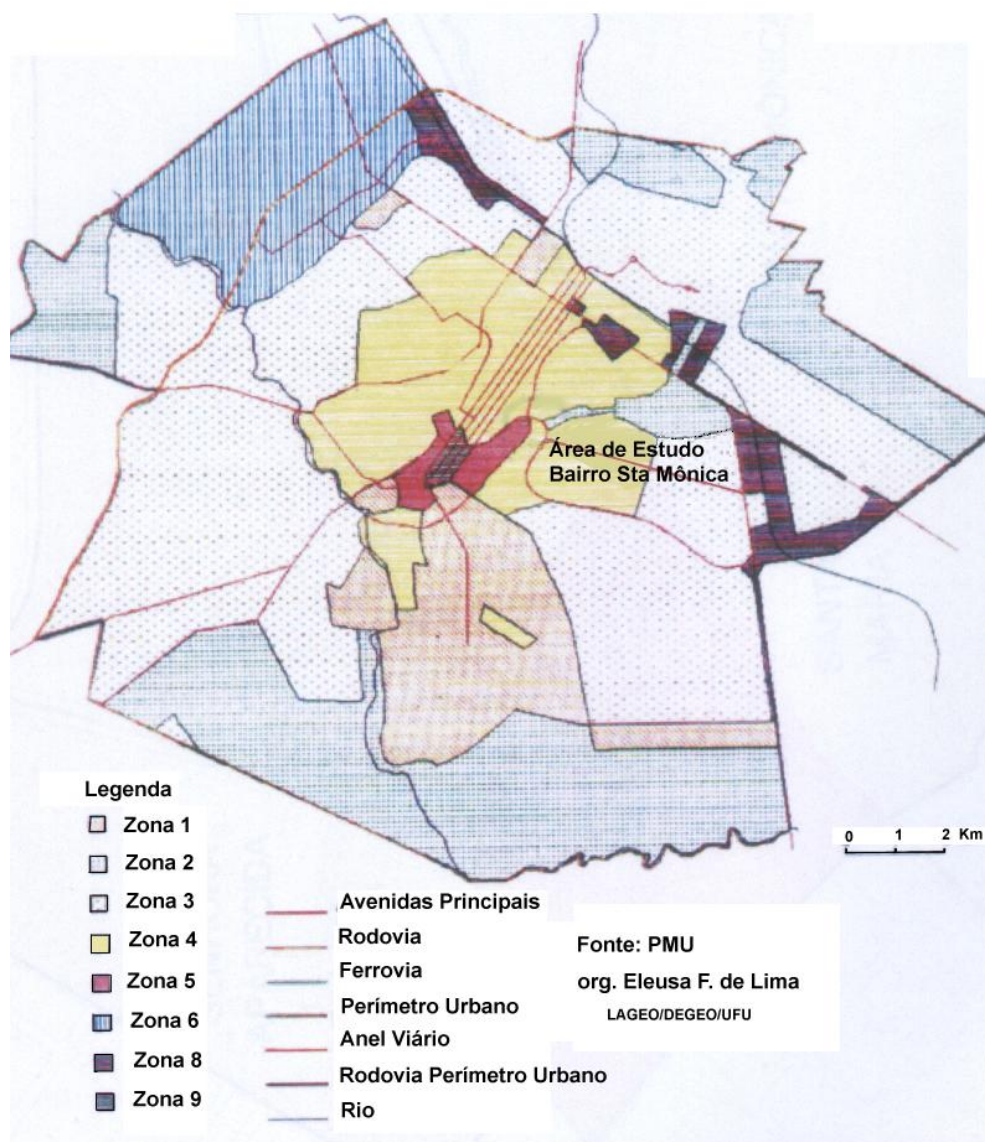 Área de Estudo
Bairro Sta Mônica
Legenda
Zona 1
Zona 2
Zona 3
Zona 4
Zona 5
Zona 6
Zona 8
Zona 9
Avenidas Principais
Rodovia
Ferrovia
Perímetro Urbano
Anel Viário
Rodovia Perímetro Urbano
Rio
0 1 2 Km
Fonte: PMU
org. Eleusa F. de Lima
LAGEO/DEGEO/UFU